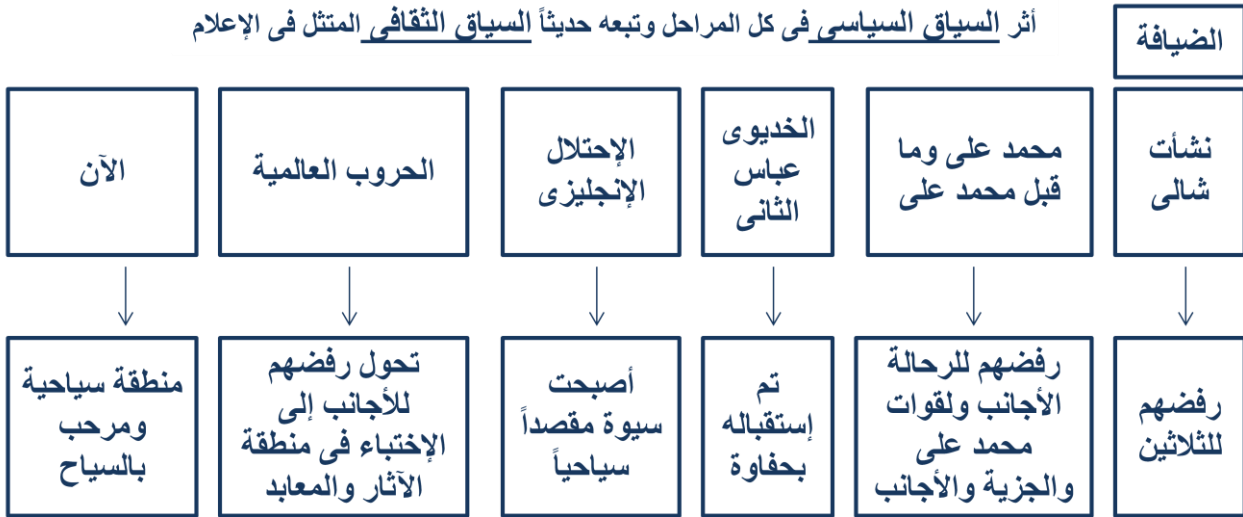 أثر السياق السياسى فى كل المراحل وتبعه حديثاً السياق الثقافى المتثل فى الإعلام
الضيافة
نشأت
شالى
محمد على وما
قبل محمد على
الخديوى
عباس
الثانى
الإحتلال
الإنجليزى
الحروب العالمية
الآن
رفضهم
للثلاثين
رفضهم للرحالة
الأجانب ولقوات
محمد على
والجزية والأجانب
تم
إستقباله
بحفاوة
أصبحت
سيوة مقصداً
سياحياً
تحول رفضهم
للأجانب إلى
الإختباء فى منطقة
الآثار والمعابد
منطقة سياحية
ومرحب
بالسياح